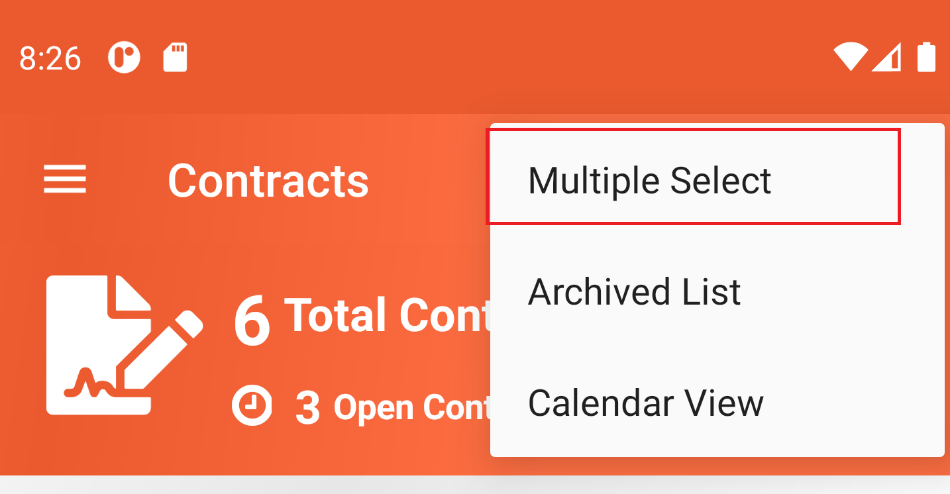 8:26
Contracts
Multiple Select
Archived List
Calendar View
6 Total Cont
3 Open Cont